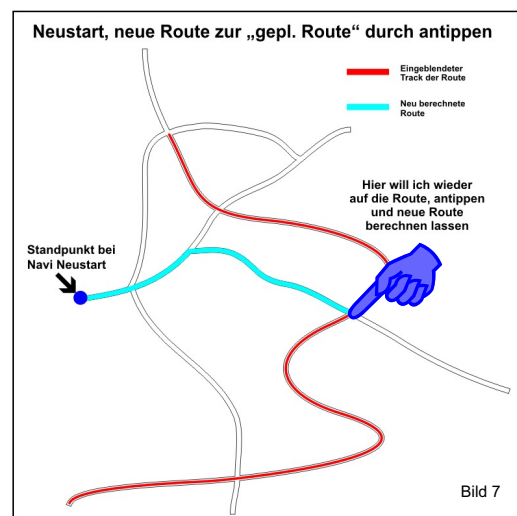 Neustart, neue Route zur „gepl. Route“ durch antippen
Eingeblendeter
Track der Route
Neu berechnete
Route
Hier will ich wieder
auf die Route, antippen
und neue Route
berechnen lassen
Standpunkt bei
Navi Neustart
Bild 7